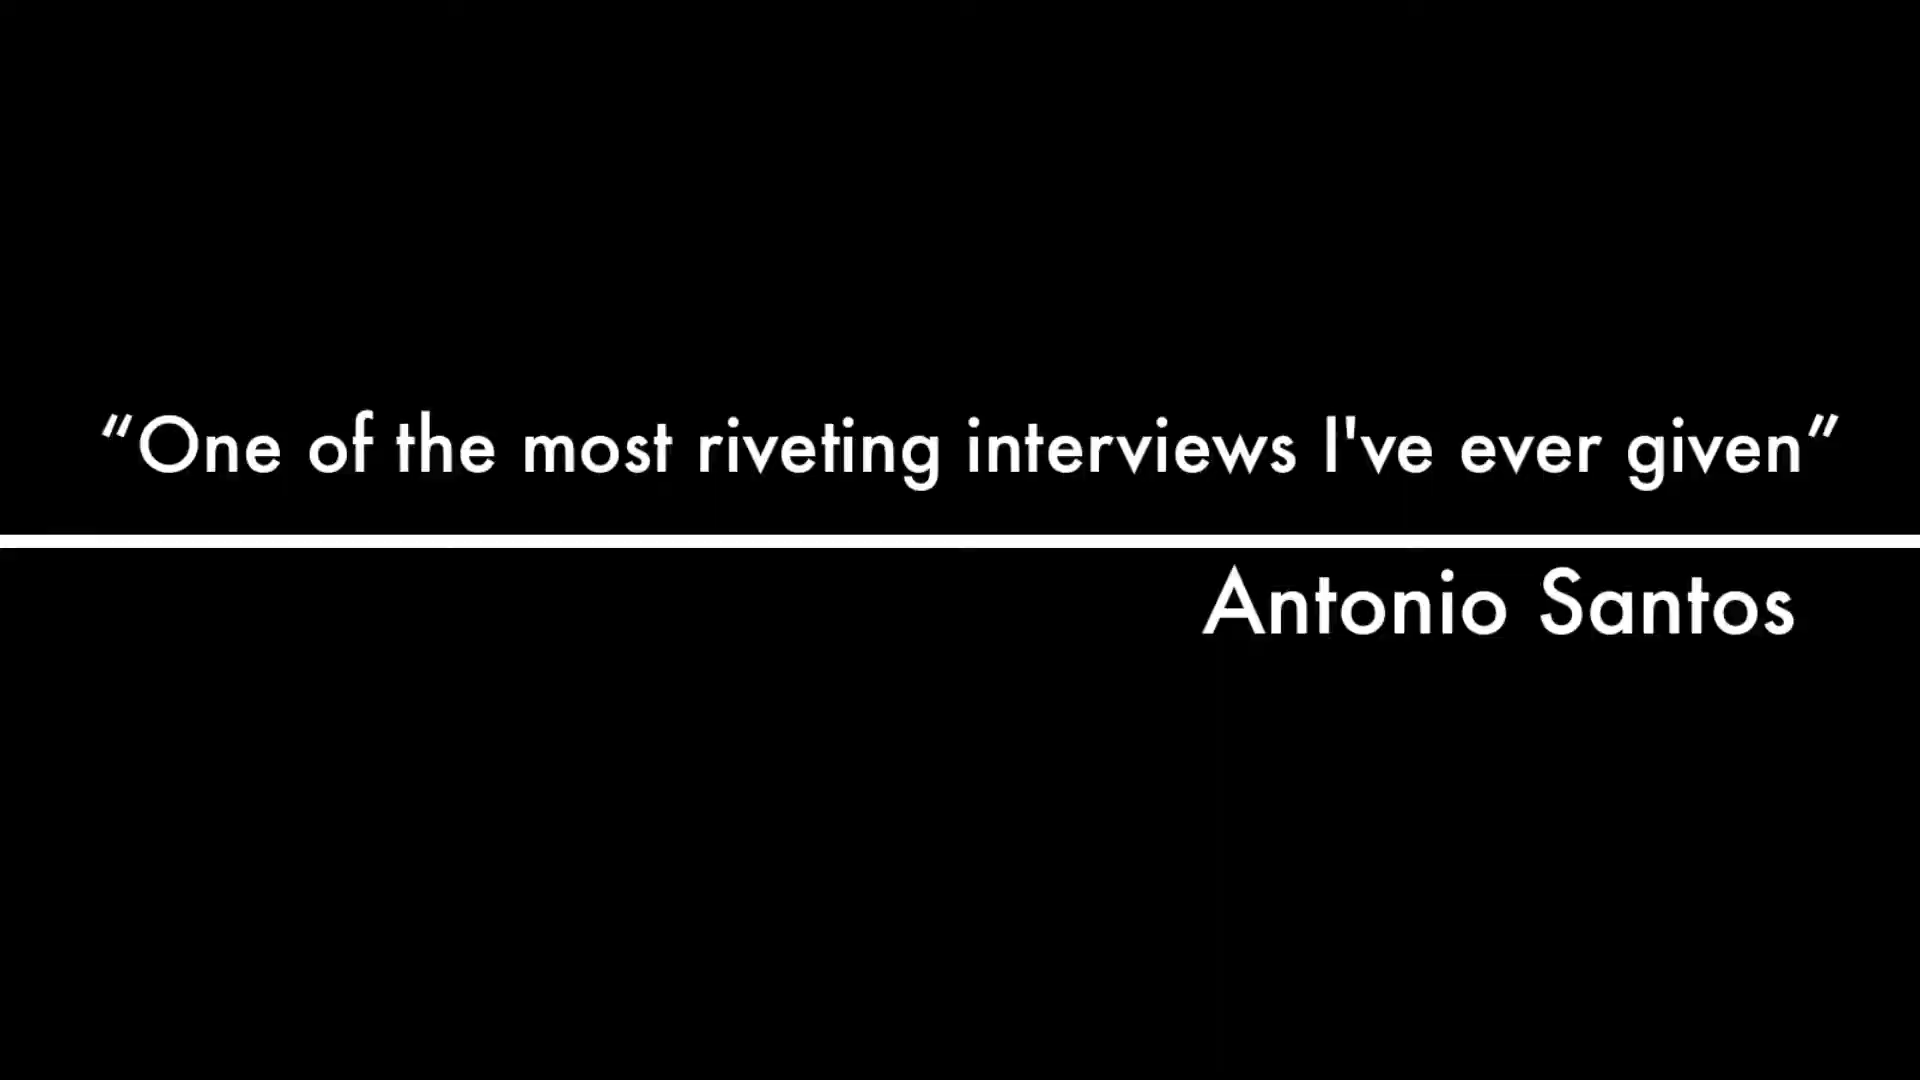 “One of the most riveting interviews I've ever given”
Antonio Santos